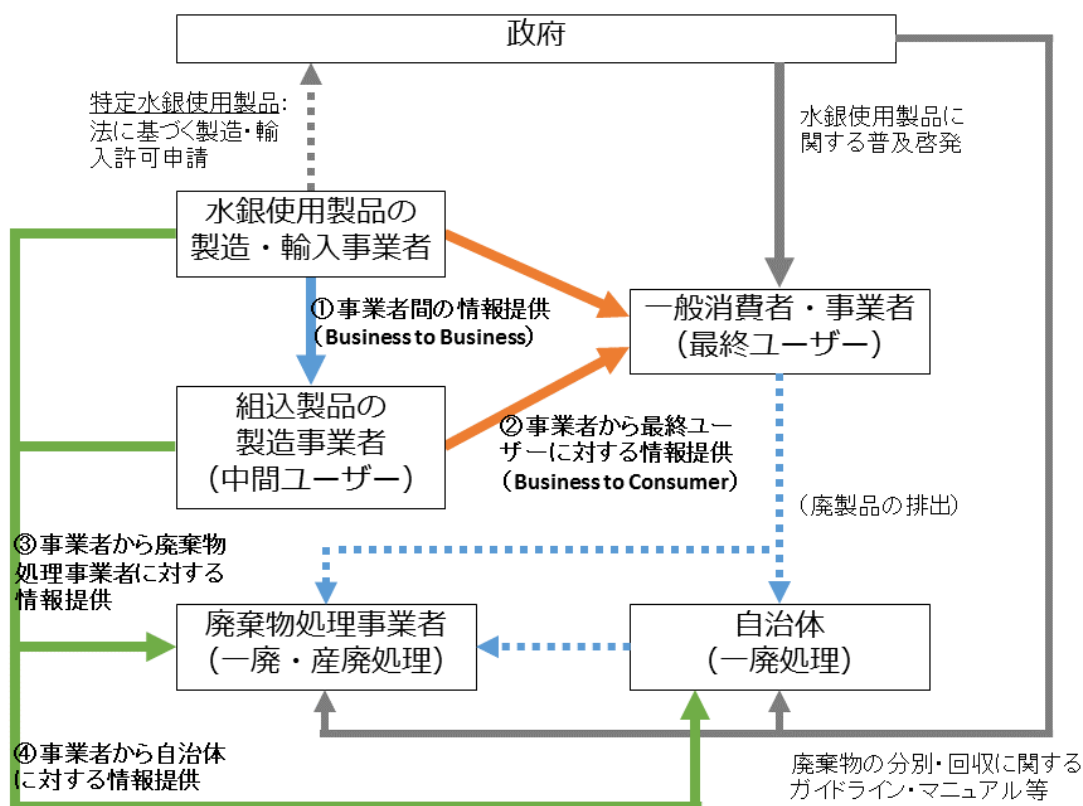 政府
特定水銀使用製品:
法に基づく製造・輸
入許可申請
水銀使用製品に
関する普及啓発
水銀使用製品の
製造・輸入事業者
①事業者間の情報提供
(Business to Business)
一般消費者・事業者
(最終ユーザー)
組込製品の
製造事業者
(中間ユーザー)
②事業者から最終ユー
ザーに対する情報提供
(Business to Consumer)
(廃製品の排出)
③事業者から廃棄物
処理事業者に対する
情報提供
廃棄物処理事業者
(一廃・産廃処理)
自治体
(一廃処理)
④事業者から自治体
に対する情報提供
廃棄物の分別・回収に関する
ガイドライン・マニュアル等